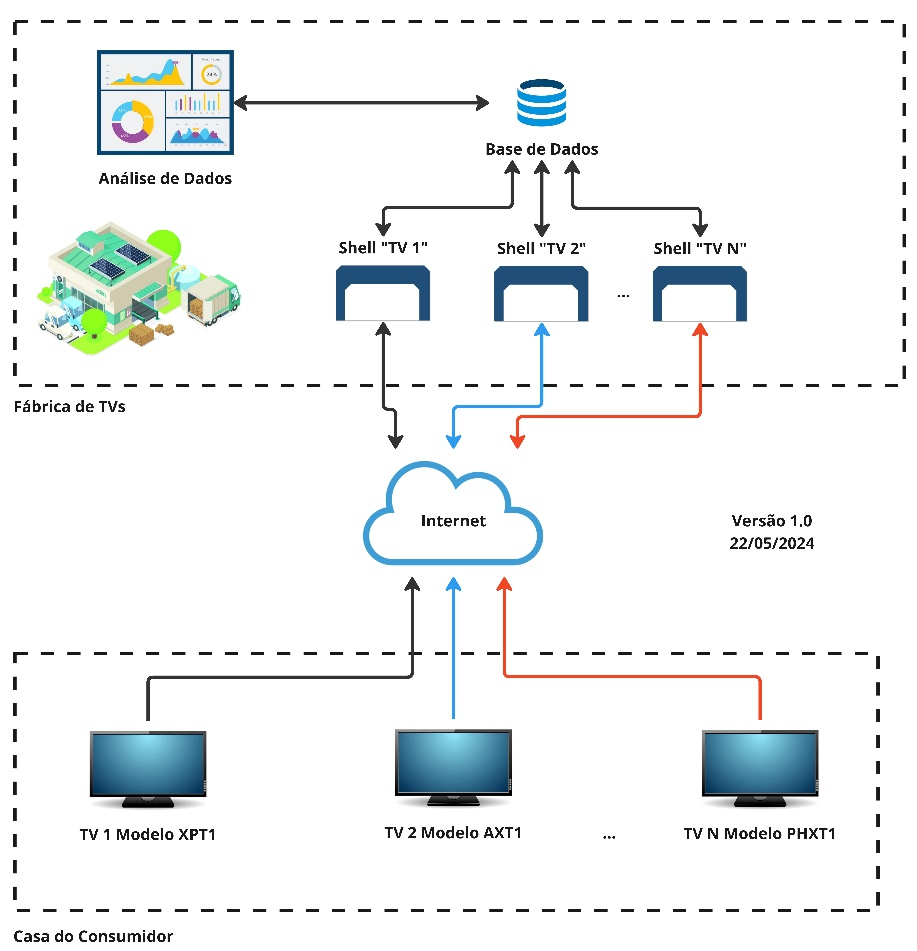 Base de Dados
Análise de Dados
Shell "TV 1"
Shell "TV 2"
Shell "TV N"
...
Fábrica de TVs
Internet
Versão 1,0
22/05/2024
TV 1 Modelo XPT1
TV 2 Modelo AXT1
...
TV N Modelo PHXT1
Casa do Consumidor